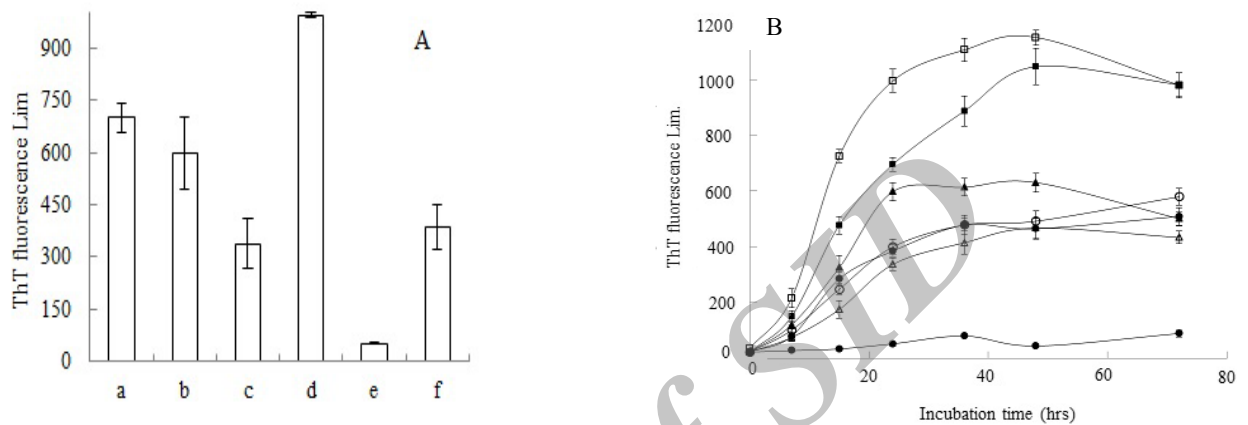 A
ThT fluorescence Lim
900
750
600
450
300
150
0
a b c d e f
B
ThT fluorescence Lim.
1200
1000
800
600
400
200
0
0 20 40 60 80
Incubation time (hrs)
f SID